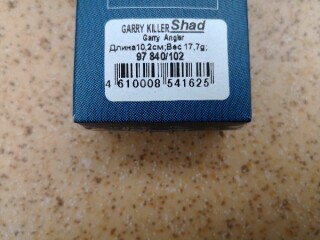 GARRY KILLER Shad
Garry Angler
Длина10,2см;Вес 17,7g;
97 840/102
4 610008 541625